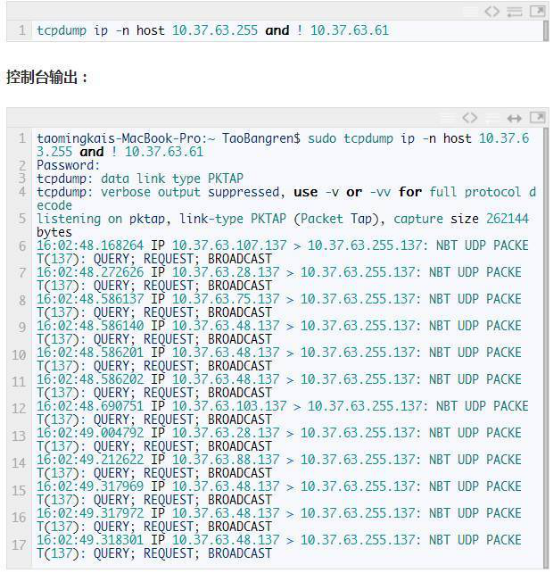 1 tcpdump ip -n host 10.37.63.255 and ! 10.37.63.61
控制台输出：
1 taomingkais-MacBook-Pro:~ TaoBangren$ sudo tcpdump ip -n host 10.37.6
3.255 and ! 10.37.63.61
2 Password:
3 tcpdump: data link type PKTAP
4 tcpdump: verbose output suppressed, use -v or -vv for full protocol d
ecode
5 listening on pktap, link-type PKTAP (Packet Tap), capture size 262144
bytes
6 16:02:48.168264 IP 10.37.63.107.137 > 10.37.63.255.137: NBT UDP PACKE
T(137): QUERY; REQUEST; BROADCAST
7 16:02:48.272626 IP 10.37.63.28.137 > 10.37.63.255.137: NBT UDP PACKE
T(137): QUERY; REQUEST; BROADCAST
8 16:02:48.586137 IP 10.37.63.75.137 > 10.37.63.255.137: NBT UDP PACKE
T(137): QUERY; REQUEST; BROADCAST
9 16:02:48.586140 IP 10.37.63.48.137 > 10.37.63.255.137: NBT UDP PACKE
T(137): QUERY; REQUEST; BROADCAST
10 16:02:48.586201 IP 10.37.63.48.137 > 10.37.63.255.137: NBT UDP PACKE
T(137): QUERY; REQUEST; BROADCAST
11 16:02:48.586202 IP 10.37.63.48.137 > 10.37.63.255.137: NBT UDP PACKE
T(137): QUERY; REQUEST; BROADCAST
12 16:02:48.690751 IP 10.37.63.103.137 > 10.37.63.255.137: NBT UDP PACKE
T(137): QUERY; REQUEST; BROADCAST
13 16:02:49.004792 IP 10.37.63.28.137 > 10.37.63.255.137: NBT UDP PACKE
T(137): QUERY; REQUEST; BROADCAST
14 16:02:49.212622 IP 10.37.63.88.137 > 10.37.63.255.137: NBT UDP PACKE
T(137): QUERY; REQUEST; BROADCAST
15 16:02:49.317969 IP 10.37.63.48.137 > 10.37.63.255.137: NBT UDP PACKE
T(137): QUERY; REQUEST; BROADCAST
16 16:02:49.317972 IP 10.37.63.48.137 > 10.37.63.255.137: NBT UDP PACKE
T(137): QUERY; REQUEST; BROADCAST
17 16:02:49.318301 IP 10.37.63.48.137 > 10.37.63.255.137: NBT UDP PACKE
T(137): QUERY; REQUEST; BROADCAST